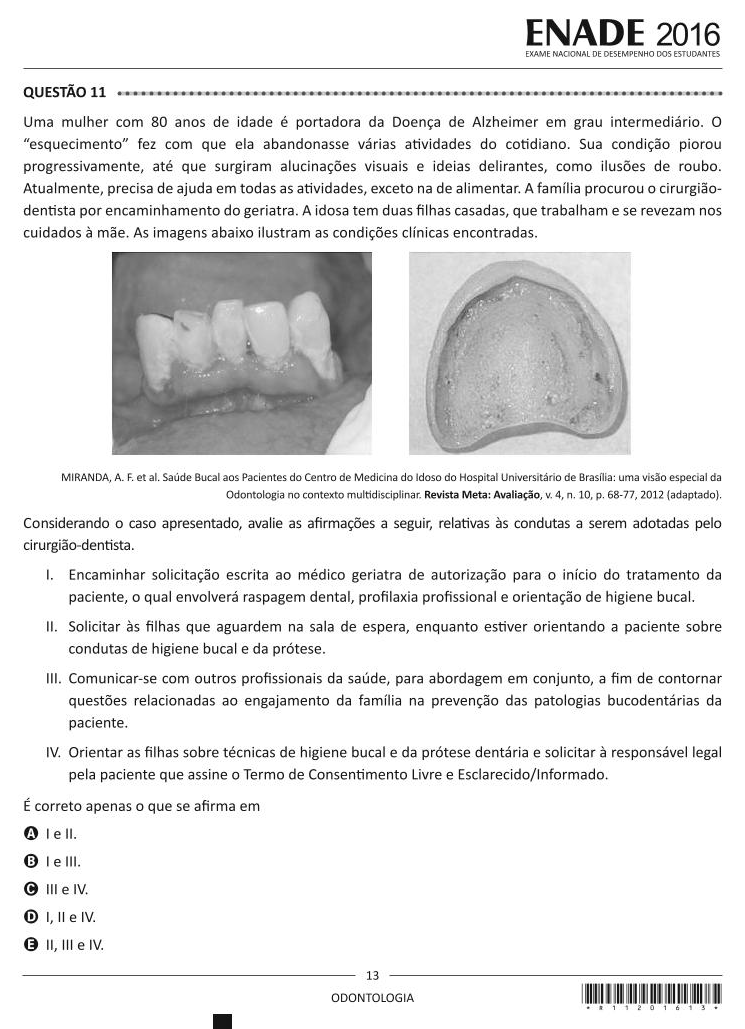 ENADE 2016
EXAME NACIONAL DE DESEMPENHO DOS ESTUDANTES
QUESTÃO 11
Uma mulher com 80 anos de idade é portadora da Doença de Alzheimer em grau intermediário. O
“esquecimento” fez com que ela abandonasse várias atividades do cotidiano. Sua condição piorou
progressivamente, até que surgiram alucinações visuais e ideias delirantes, como ilusões de roubo.
Atualmente, precisa de ajuda em todas as atividades, exceto na de alimentar. A família procurou o cirurgião-
dentista por encaminhamento do geriatra. A idosa tem duas filhas casadas, que trabalham e se revezam nos
cuidados à mãe. As imagens abaixo ilustram as condições clínicas encontradas.
MIRANDA, A. F. et al. Saúde Bucal aos Pacientes do Centro de Medicina do Idoso do Hospital Universitário de Brasília: uma visão especial da
Odontologia no contexto multidisciplinar. Revista Meta: Avaliação, v. 4, n. 10, p. 68-77, 2012 (adaptado).
Considerando o caso apresentado, avalie as afirmações a seguir, relativas às condutas a serem adotadas pelo
cirurgião-dentista.
I. Encaminhar solicitação escrita ao médico geriatra de autorização para o início do tratamento da
paciente, o qual envolverá raspagem dental, profilaxia profissional e orientação de higiene bucal.
II. Solicitar às filhas que aguardem na sala de espera, enquanto estiver orientando a paciente sobre
condutas de higiene bucal e da prótese.
III. Comunicar-se com outros profissionais da saúde, para abordagem em conjunto, a fim de contornar
questões relacionadas ao engajamento da família na prevenção das patologias bucodentárias da
paciente.
IV. Orientar as filhas sobre técnicas de higiene bucal e da prótese dentária e solicitar à responsável legal
pela paciente que assine o Termo de Consentimento Livre e Esclarecido/Informado.
É correto apenas o que se afirma em
A I e II.
B I e III.
C III e IV.
D I, II e IV.
E II, III e IV.
13
ODONTOLOGIA
* R 1 1 2 0 1 6 1 3 *